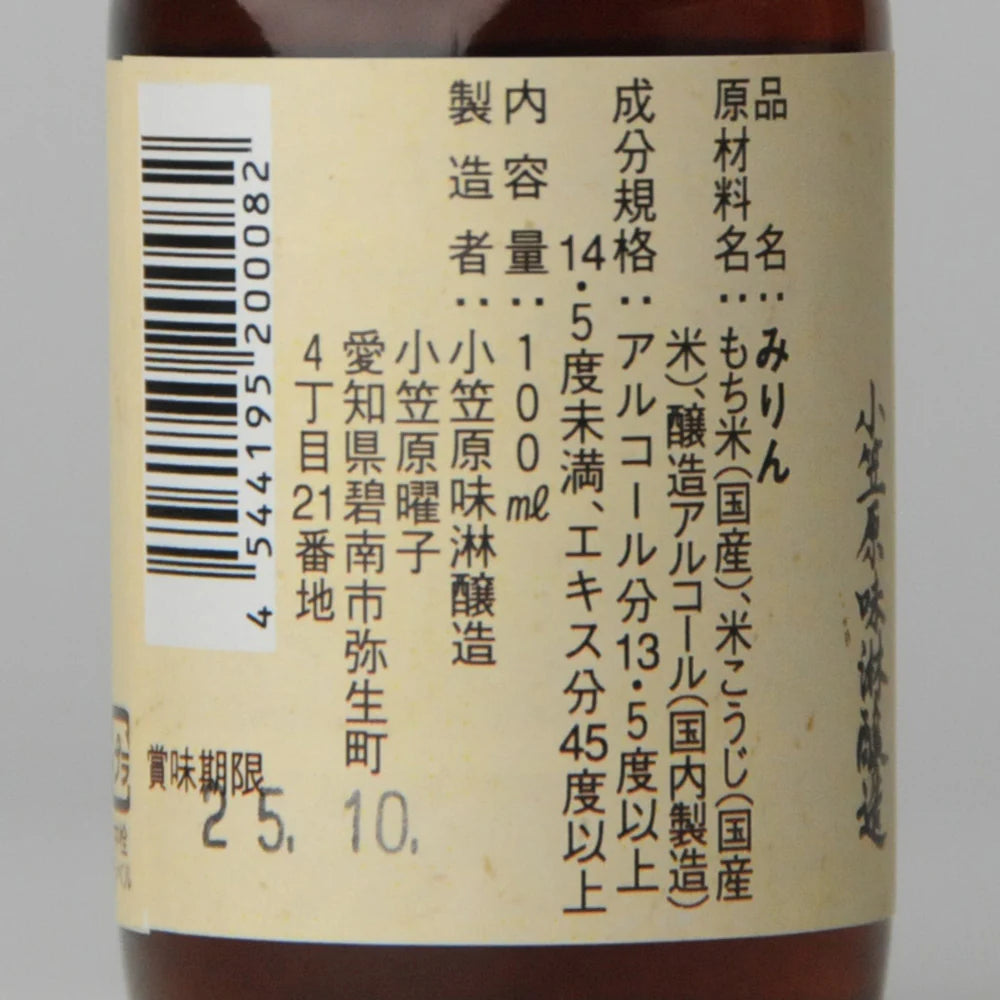 小笠原味淋醸造
品名：みりん
原材料名：もち米(国産)、米こうじ(国産
米)、醸造アルコール(国内製造)
成分規格：アルコール分13・5度以上
14・5度未満、エキス分45度以上
内容量：100㎖
製造者：小笠原味淋醸造
小笠原曜子
愛知県碧南市弥生町
4丁目21番地
4 544195 200082
賞味期限
25. 10.
プラ